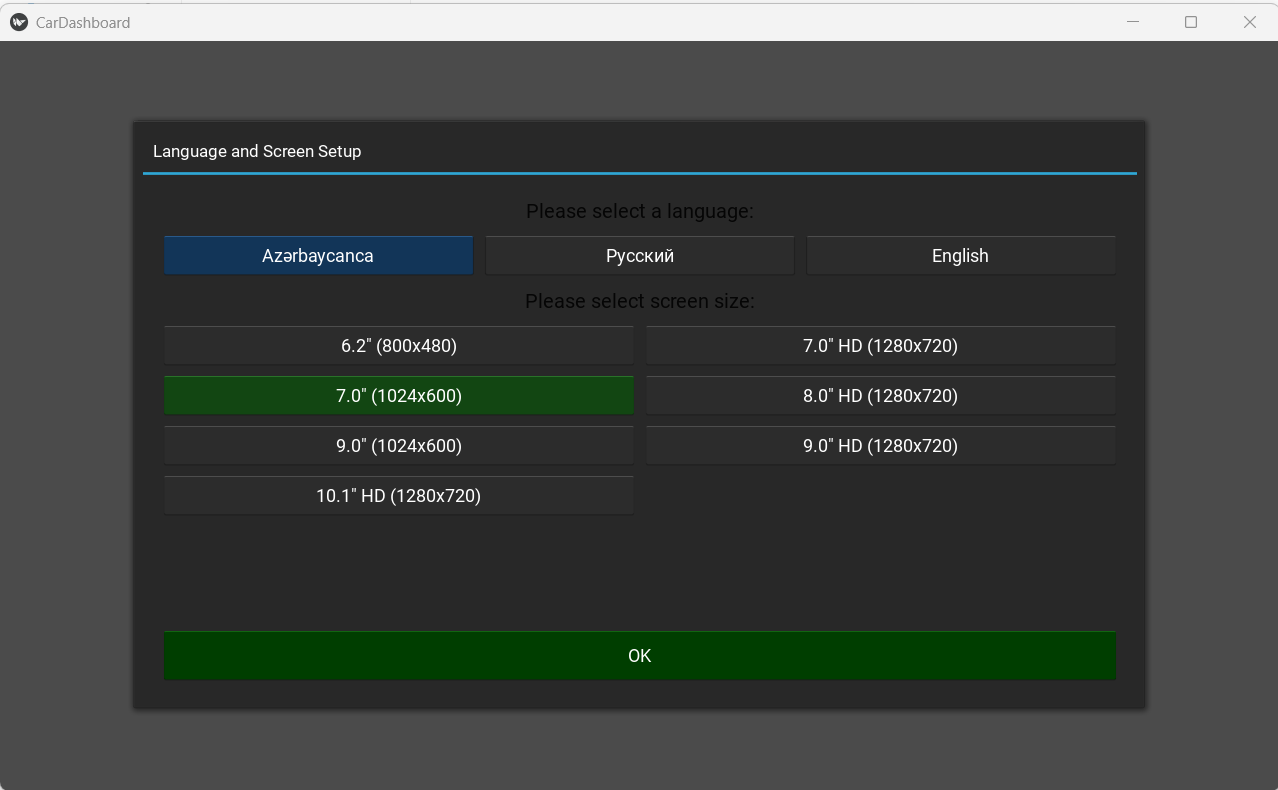 CarDashboard
Language and Screen Setup
Please select a language:
Azərbaycanca Русский English
Please select screen size:
6.2" (800x480) 7.0" HD (1280x720)
7.0" (1024x600) 8.0" HD (1280x720)
9.0" (1024x600) 9.0" HD (1280x720)
10.1" HD (1280x720)
OK